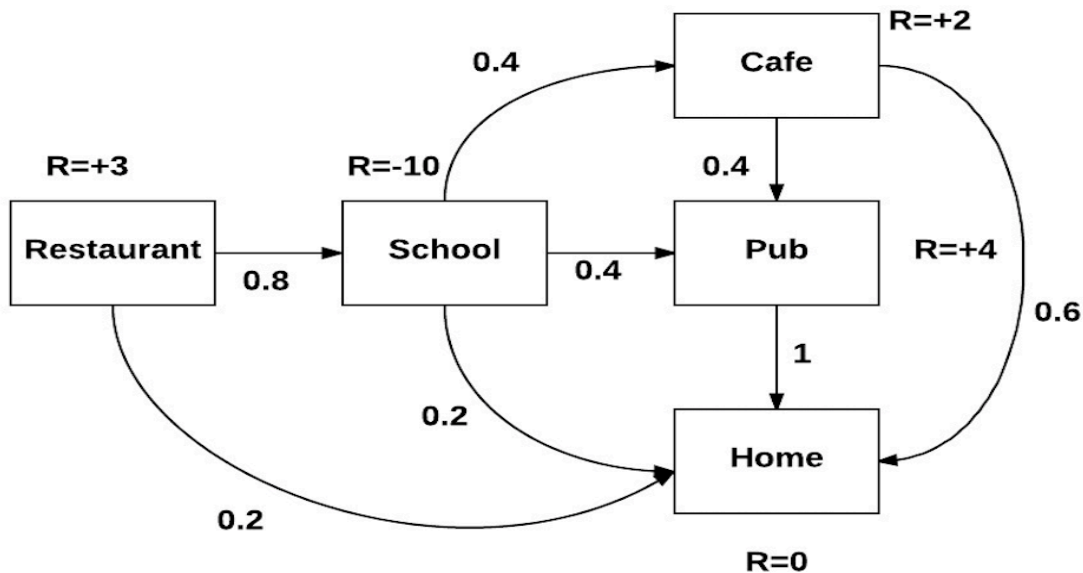 R=+2
Cafe
0.4
R=+3
R=-10
0.4
Restaurant
School
Pub
R=+4
0.8
0.4
0.6
1
0.2
Home
0.2
R=0